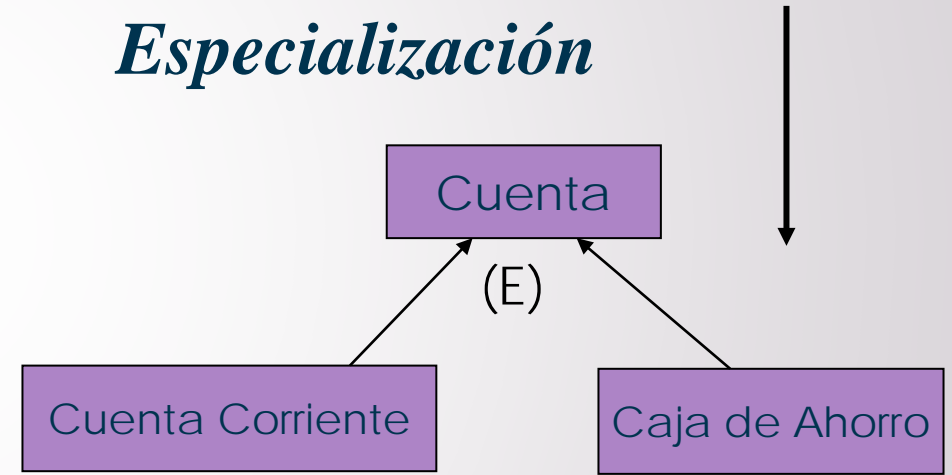 Especialización
Cuenta
(E)
Cuenta Corriente
Caja de Ahorro